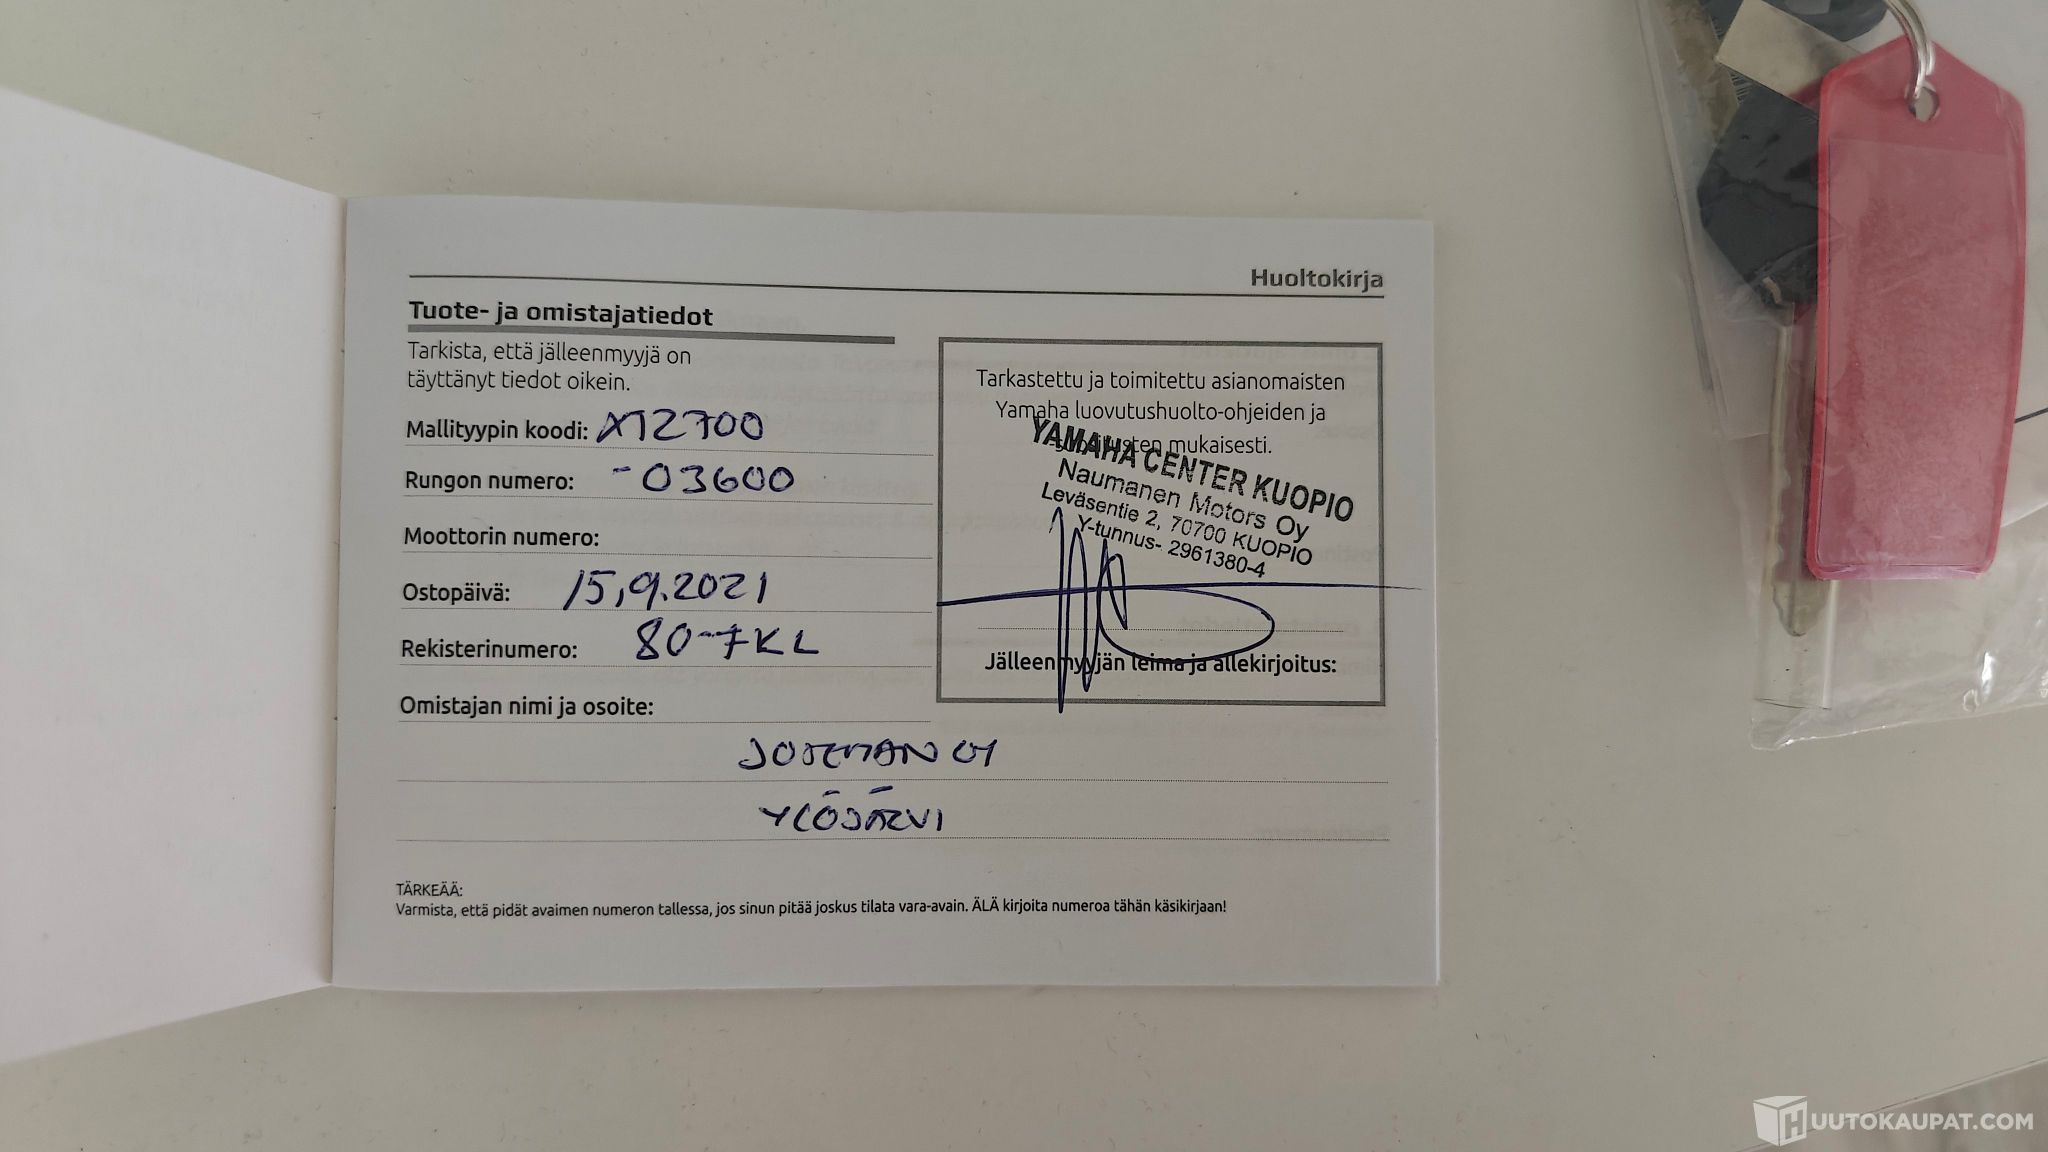 Huoltokirja
Tuote- ja omistajatiedot
Tarkista, että jälleenmyyjä on
täyttänyt tiedot oikein.
Mallityypin koodi: XTZ700
Rungon numero: -03600
Moottorin numero:
Ostopäivä: 15,9.2021
Rekisterinumero: 80-7KL
Omistajan nimi ja osoite:
OY
YLÖJÄRVI
Tarkastettu ja toimitettu asianomaisten
Yamaha luovutushuolto-ohjeiden ja
mukaisesti.
YAMAHA CENTER KUOPIO
Naumanen Motors Oy
Leväsentie 2, 70700 KUOPIO
Y-tunnus- 2961380-4
Jälleenmyyjän leima ja allekirjoitus:
TÄRKEÄÄ:
Varmista, että pidät avaimen numeron tallessa, jos sinun pitää joskus tilata vara-avain. ÄLÄ kirjoita numeroa tähän käsikirjaan!
HUUTOKAUPAT.COM